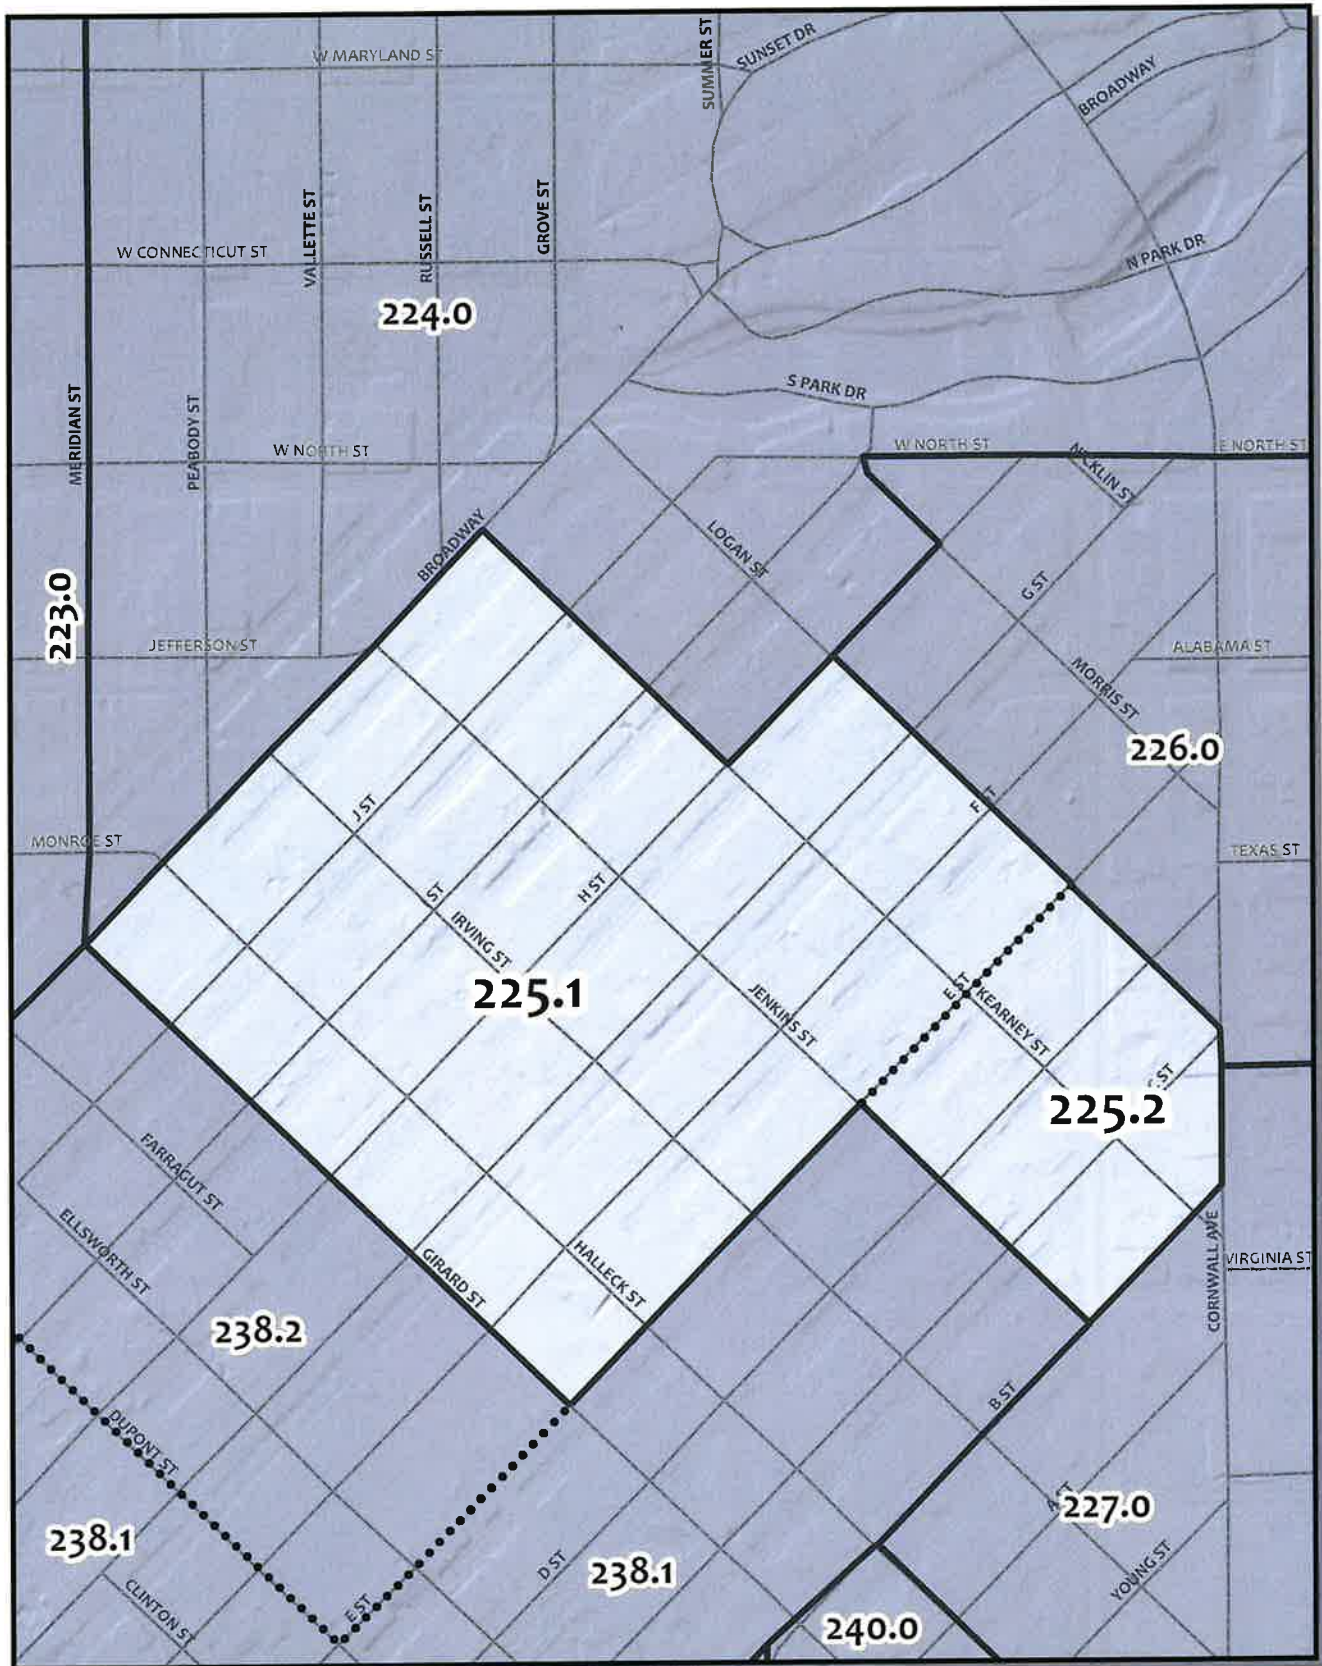 W MARYLAND ST
SUMMER ST
SUNSET DR
BROADWAY
VALLETTE ST
RUSSELL ST
GROVE ST
W CONNECTICUT ST
N PARK DR
224.0
MERIDIAN ST
PEABODY ST
S PARK DR
W NORTH ST
W NORTH ST
E NORTH ST
NICKLIN ST
BROADWAY
LOGAN ST
G ST
223.0
JEFFERSON ST
ALABAMA ST
MORRIS ST
226.0
J ST
F ST
MONROE ST
TEXAS ST
ST
H ST
IRVING ST
225.1
JENKINS ST
E ST
KEARNEY ST
ST
225.2
FARRAGUT ST
ELLSWORTH ST
GIRARD ST
HALLECK ST
CORNWALL AVE
VIRGINIA ST
238.2
B ST
DUPONT ST
227.0
238.1
CLINTON ST
E ST
D ST
238.1
YOUNG ST
240.0